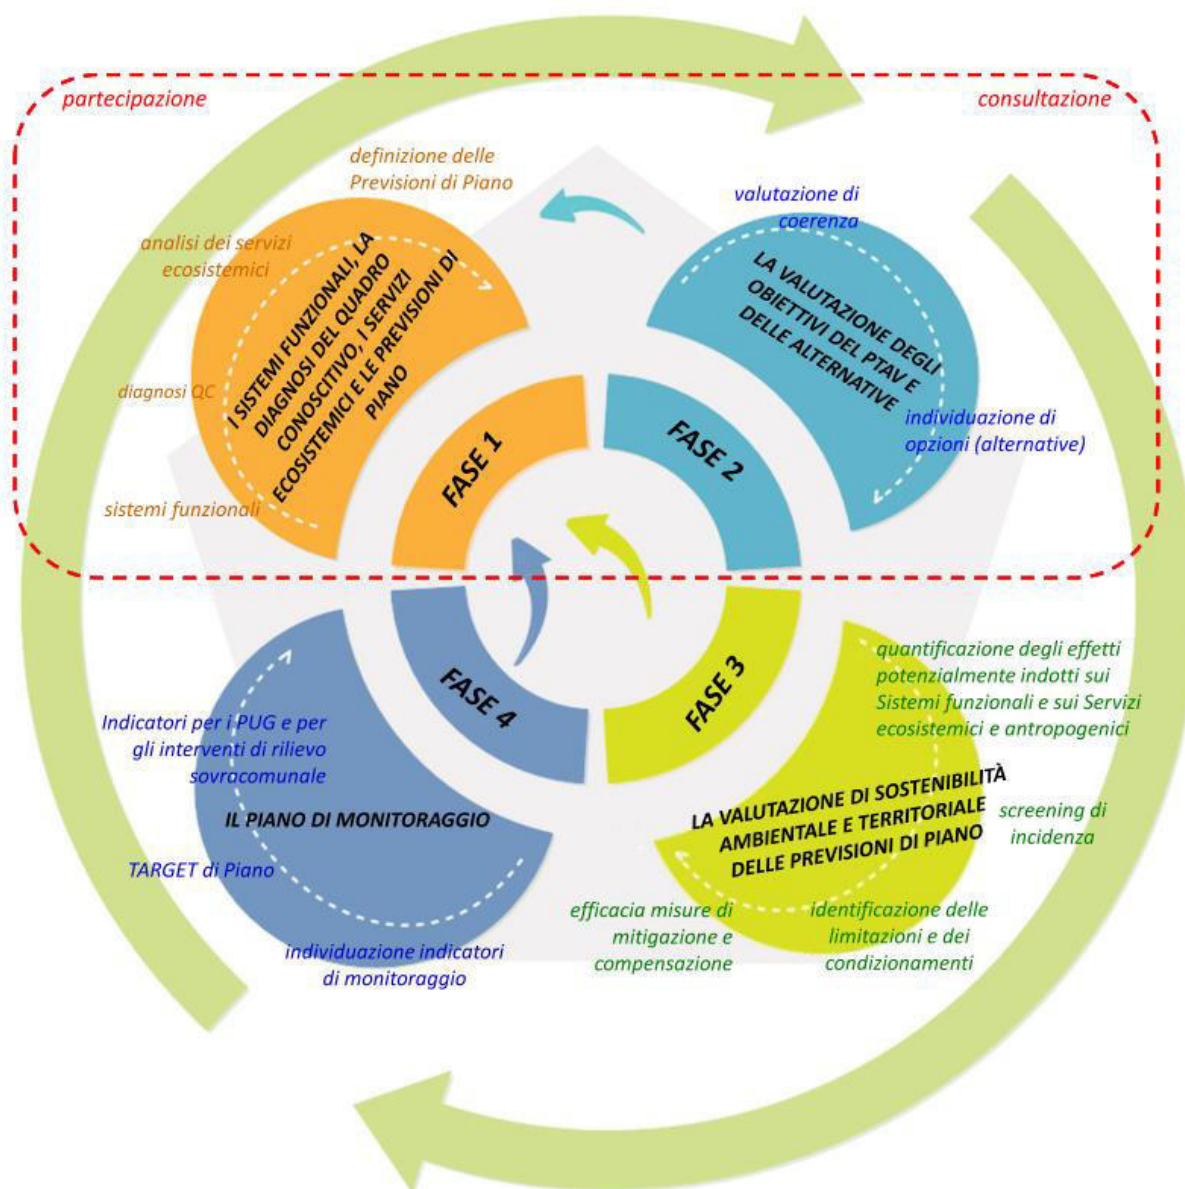 partecipazione
consultazione
definizione delle
Previsioni di Piano
analisi dei servizi
ecosistemici
diagnosi QC
sistemi funzionali
I SISTEMI FUNZIONALI, LA
DIAGNOSI DEL QUADRO
CONOSCITIVO, I SERVIZI
ECOSISTEMICI E LE PREVISIONI DI
PIANO
FASE 1
valutazione di
coerenza
LA VALUTAZIONE DEGLI
OBIETTIVI DEL PTAV E
DELLE ALTERNATIVE
individuazione di
opzioni (alternative)
FASE 2
FASE 3
quantificazione degli effetti
potenzialmente indotti sui
Sistemi funzionali e sui Servizi
ecosistemici e antropogenici
LA VALUTAZIONE DI SOSTENIBILITÀ
AMBIENTALE E TERRITORIALE
DELLE PREVISIONI DI PIANO
screening di
incidenza
identificazione delle
limitazioni e dei
condizionamenti
efficacia misure di
mitigazione e
compensazione
FASE 4
Indicatori per i PUG e per
gli interventi di rilievo
sovracomunale
IL PIANO DI MONITORAGGIO
TARGET di Piano
individuazione indicatori
di monitoraggio